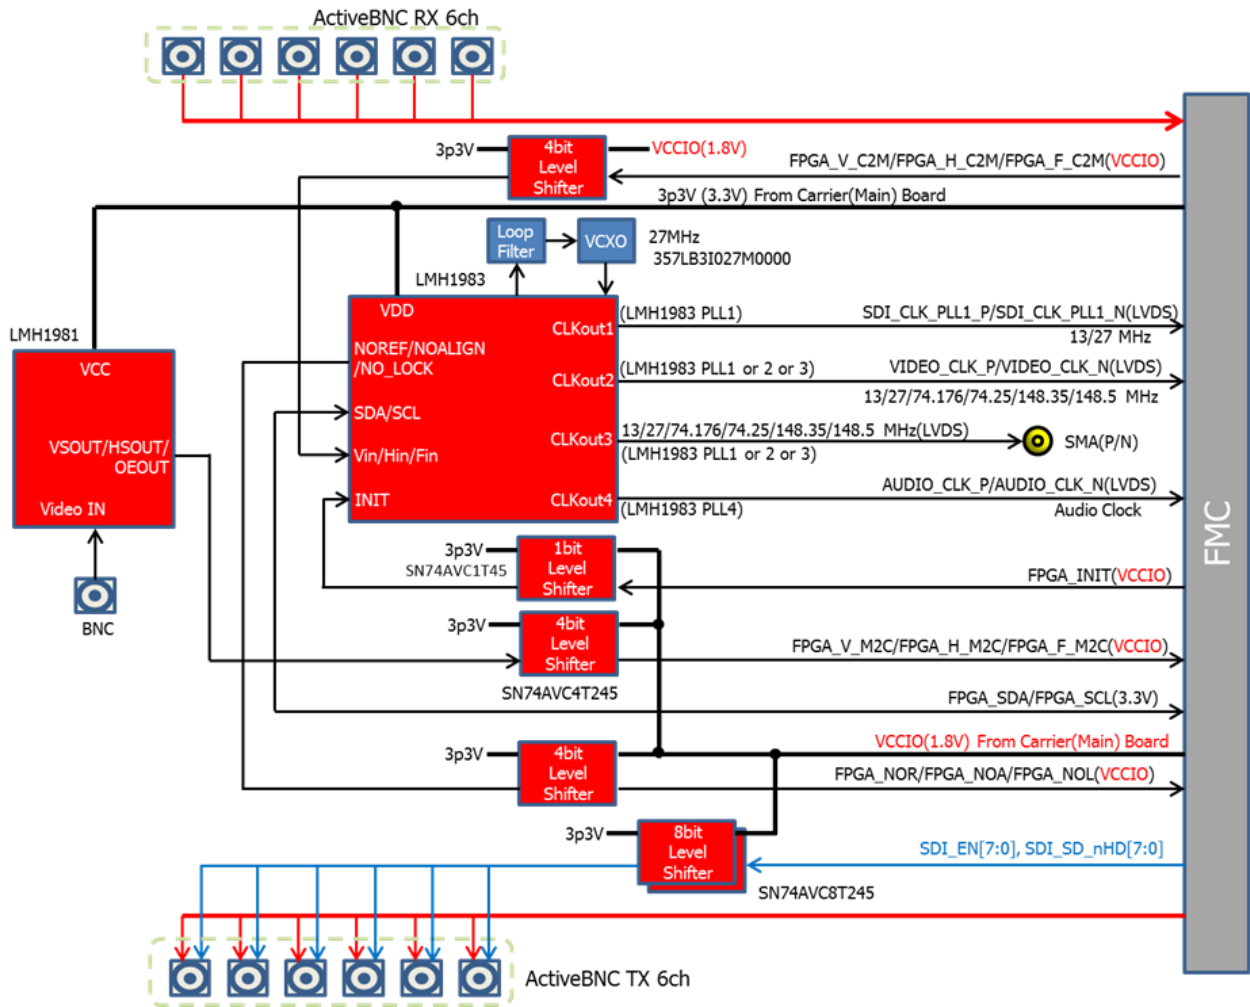 ActiveBNC RX 6ch
3p3V
4bit
Level
Shifter
VCCIO(1.8V)
FPGA_V_C2M/FPGA_H_C2M/FPGA_F_C2M(VCCIO)
3p3V (3.3V) From Carrier(Main) Board
Loop
Filter
VCXO
27MHz
357LB3I027M0000
LMH1983
VDD
LMH1981
VCC
NOREF/NOALIGN
/NO_LOCK
SDA/SCL
Vin/Hin/Fin
INIT
CLKout1
CLKout2
CLKout3
CLKout4
(LMH1983 PLL1)
SDI_CLK_PLL1_P/SDI_CLK_PLL1_N(LVDS)
13/27 MHz
(LMH1983 PLL1 or 2 or 3)
VIDEO_CLK_P/VIDEO_CLK_N(LVDS)
13/27/74.176/74.25/148.35/148.5 MHz
13/27/74.176/74.25/148.35/148.5 MHz(LVDS)
(LMH1983 PLL1 or 2 or 3)
SMA(P/N)
AUDIO_CLK_P/AUDIO_CLK_N(LVDS)
(LMH1983 PLL4)
Audio Clock
VSOUT/HSOUT/
OEOUT
Video IN
BNC
FMC
3p3V
SN74AVC1T45
1bit
Level
Shifter
FPGA_INIT(VCCIO)
3p3V
4bit
Level
Shifter
FPGA_V_M2C/FPGA_H_M2C/FPGA_F_M2C(VCCIO)
SN74AVC4T245
FPGA_SDA/FPGA_SCL(3.3V)
VCCIO(1.8V) From Carrier(Main) Board
3p3V
4bit
Level
Shifter
FPGA_NOR/FPGA_NOA/FPGA_NOL(VCCIO)
3p3V
8bit
Level
Shifter
SDI_EN[7:0], SDI_SD_nHD[7:0]
SN74AVC8T245
ActiveBNC TX 6ch